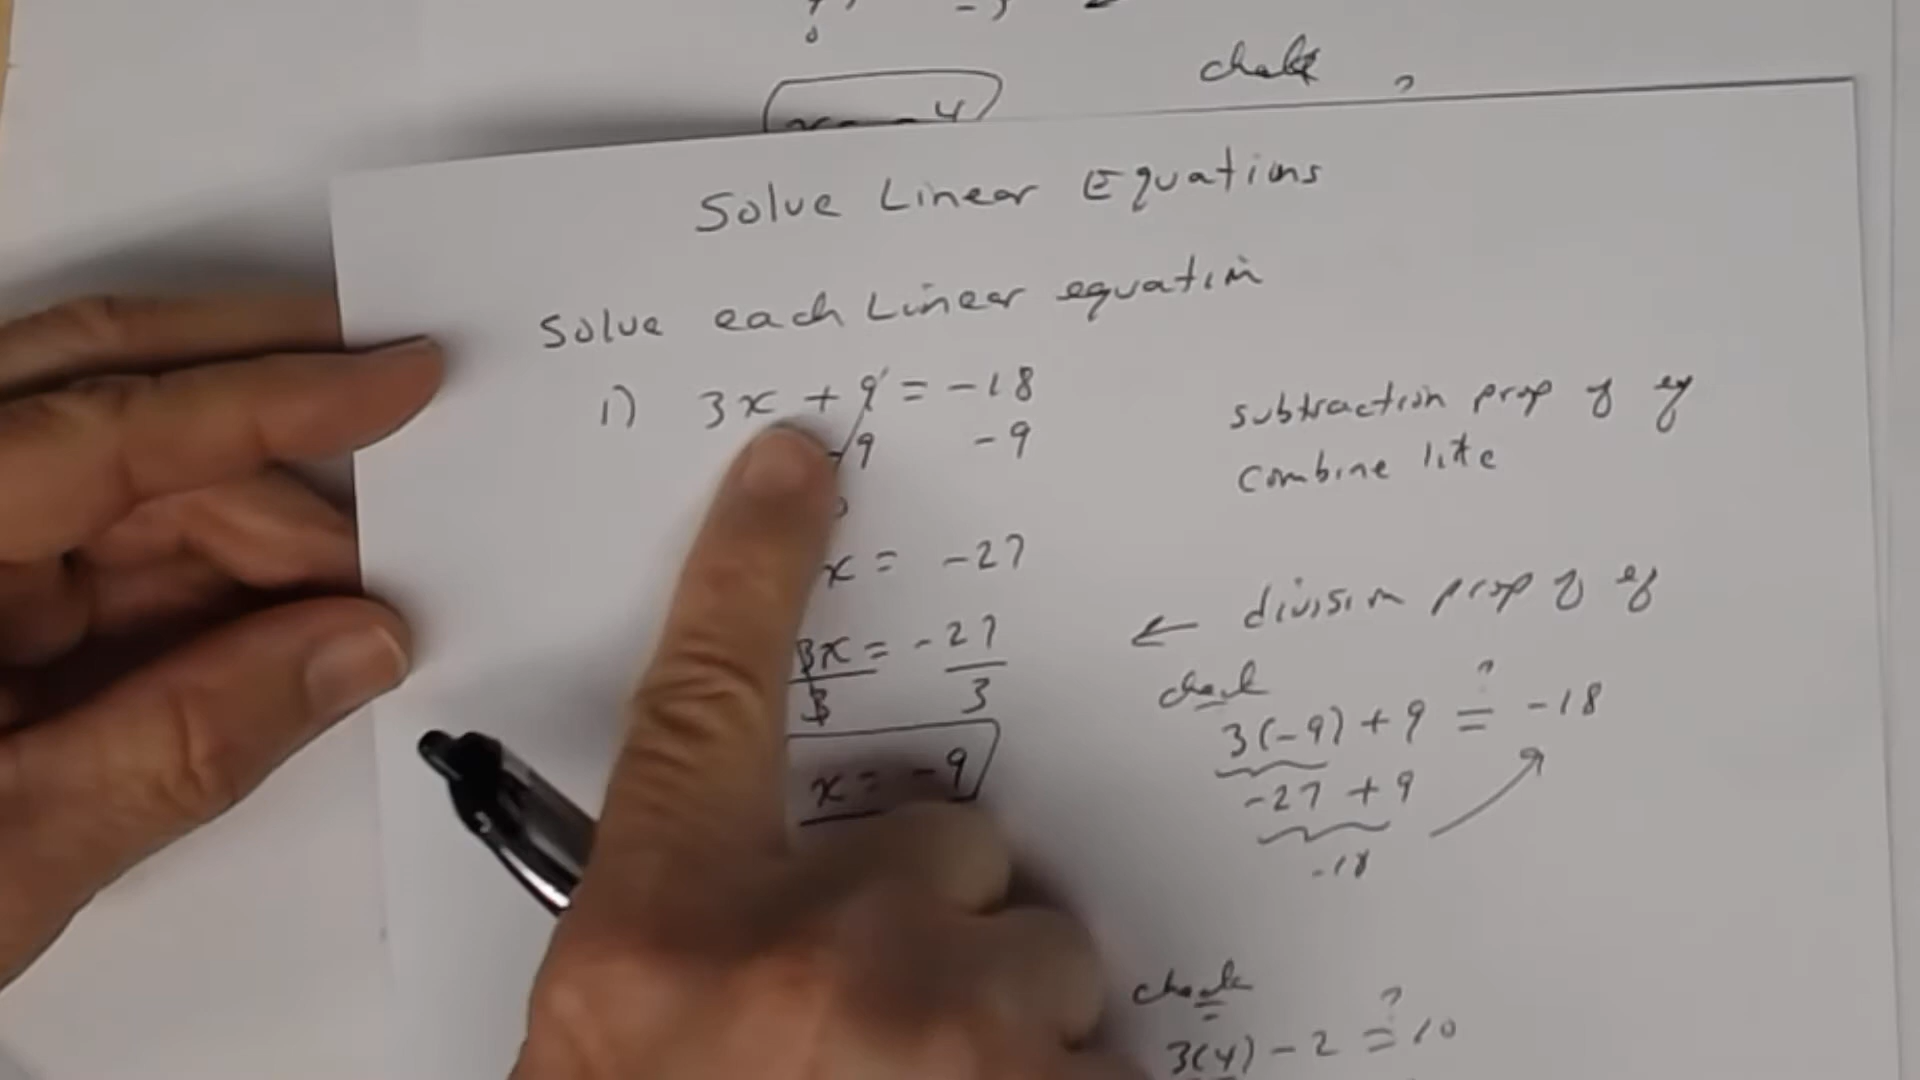 check ?
Solve Linear Equations
Solve each Linear equation
1) 3x + 9 = -18
-9 -9
subtraction prop of eq
combine like
0
x = -27
3x = -27
3 3
← division prop of eq
x = -9
check
3(-9) + 9 ?= -18
-27 + 9
-18
check
3(4) - 2 ?= 10